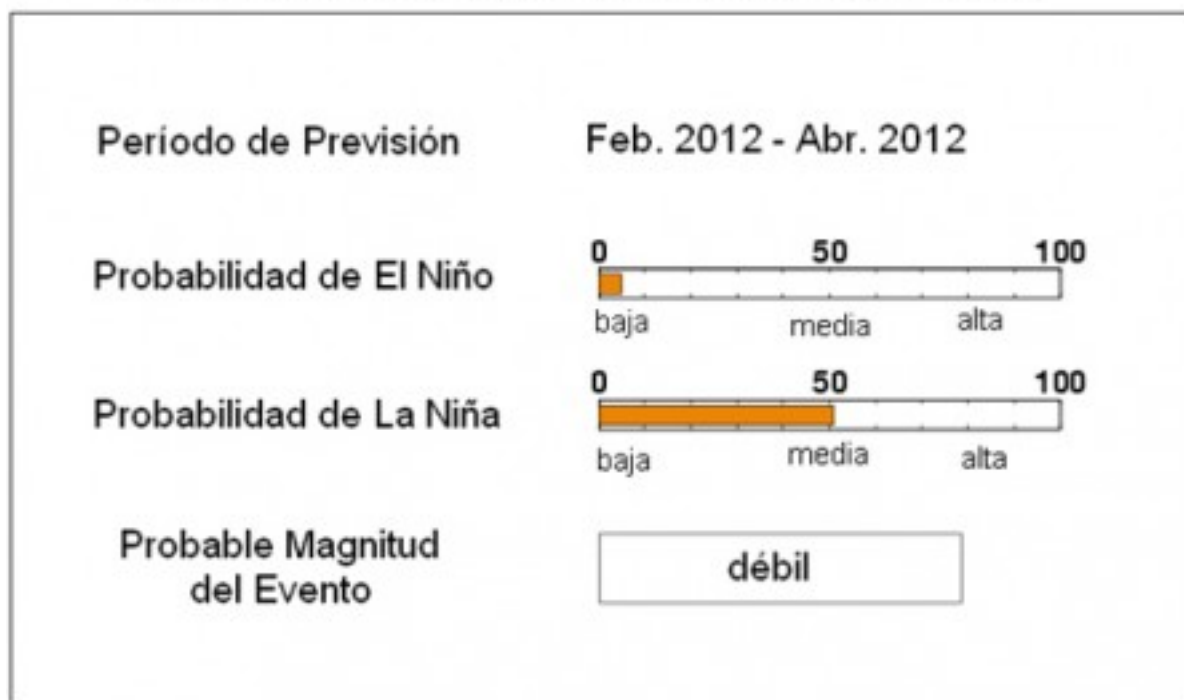 Período de Previsión Feb. 2012 - Abr. 2012
0 50 100
Probabilidad de El Niño
baja media alta
0 50 100
Probabilidad de La Niña
baja media alta
Probable Magnitud
del Evento
débil